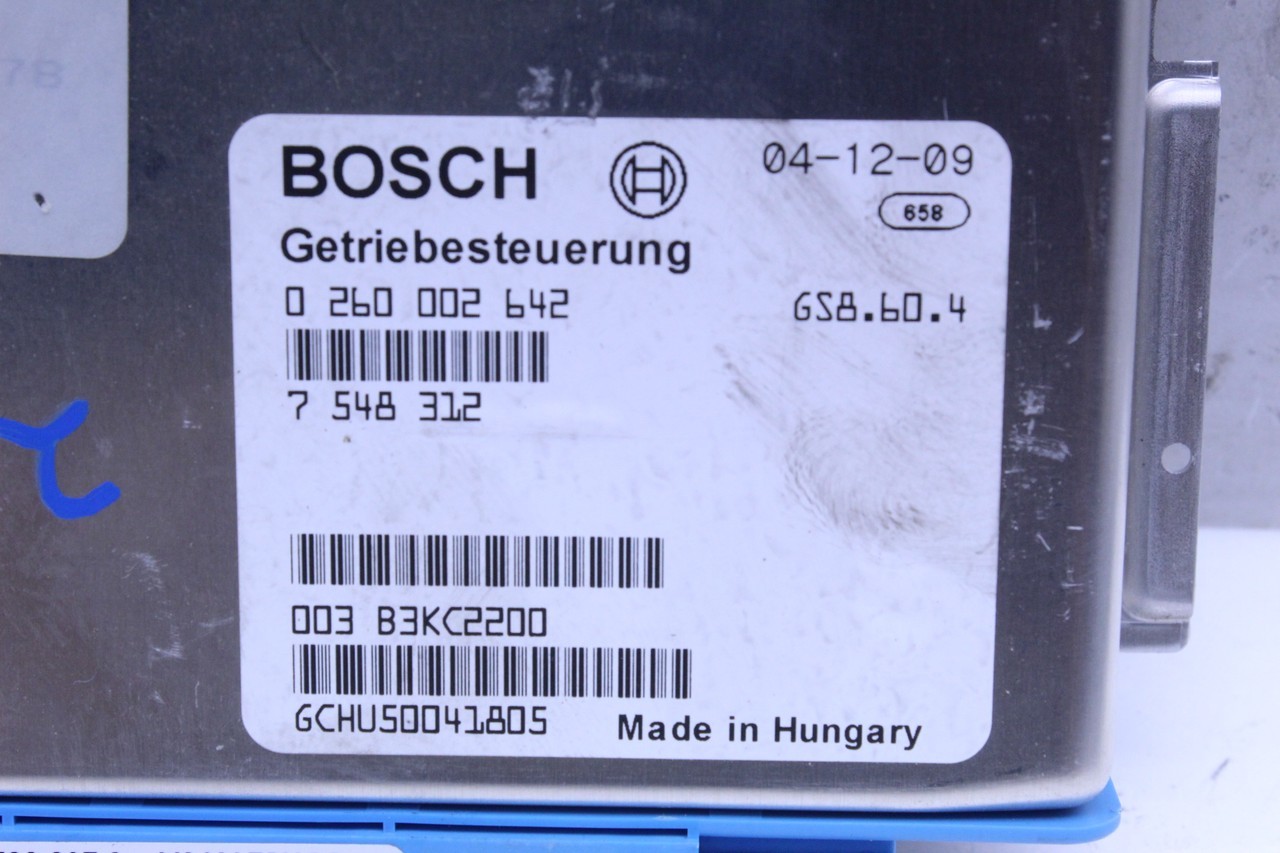 78
BOSCH 04-12-09
658
Getriebesteuerung
0 260 002 642 GS8.60.4
7 548 312
003 B3KC2200
GCHU50041805 Made in Hungary